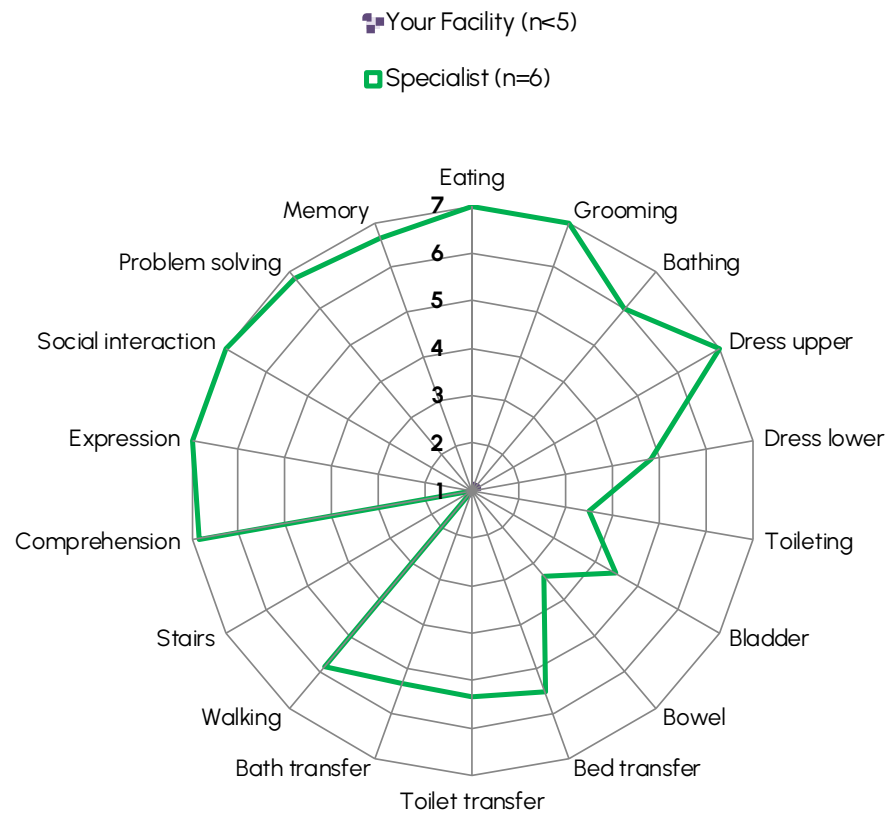 Your Facility (n<5)
Specialist (n=6)
Eating
Grooming
Bathing
Dress upper
Dress lower
Toileting
Bladder
Bowel
Bed transfer
Toilet transfer
Bath transfer
Walking
Stairs
Comprehension
Expression
Social interaction
Problem solving
Memory
7
6
5
4
3
2
1